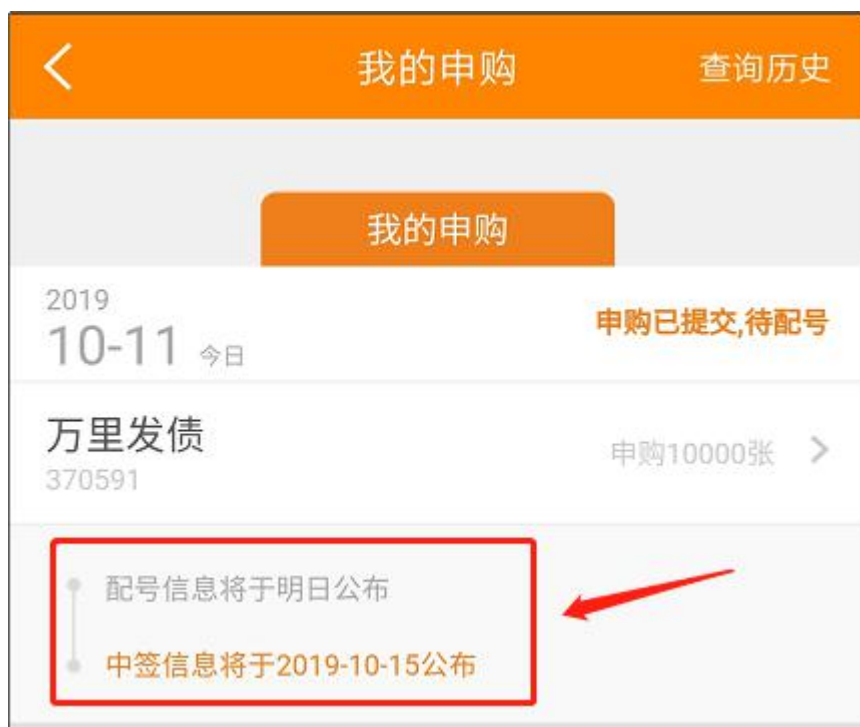 我的申购
查询历史
我的申购
2019
10-11 今日
申购已提交,待配号
万里发债
370591
申购10000张
配号信息将于明日公布
中签信息将于2019-10-15公布